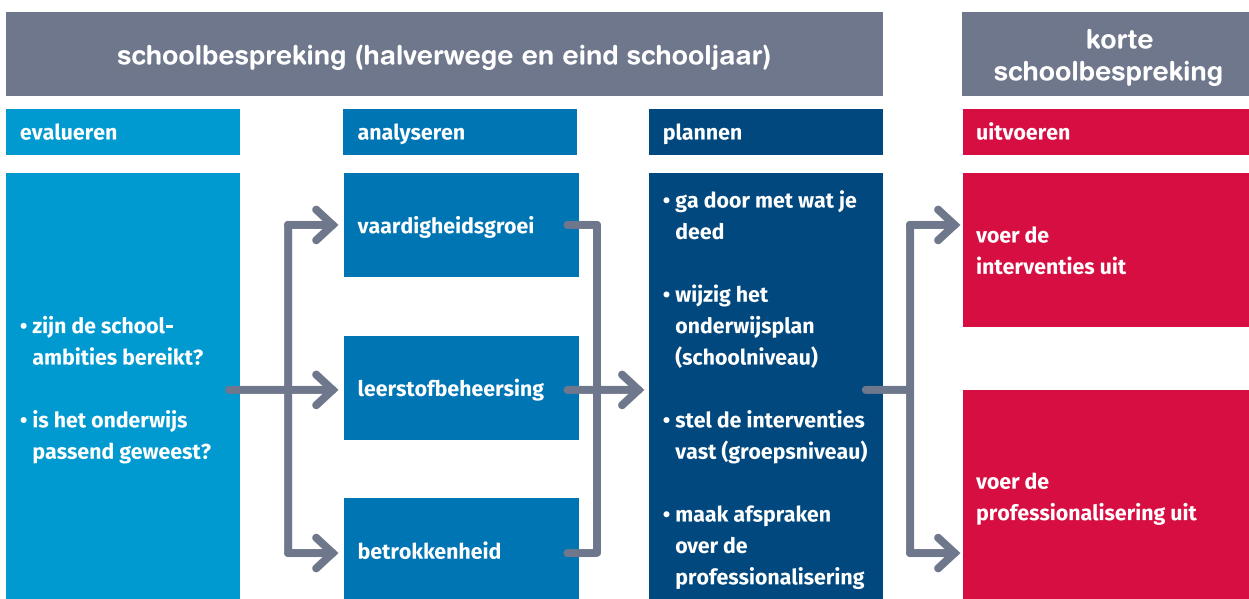 schoolbespreking (halverwege en eind schooljaar)
korte
schoolbespreking
evalueren
analyseren
plannen
uitvoeren
• zijn de school-
ambities bereikt?
• is het onderwijs
passend geweest?
vaardigheidsgroei
leerstofbeheersing
betrokkenheid
• ga door met wat je
deed
• wijzig het
onderwijsplan
(schoolniveau)
• stel de interventies
vast (groepsniveau)
• maak afspraken
over de
professionalisering
voer de
interventies uit
voer de
professionalisering uit